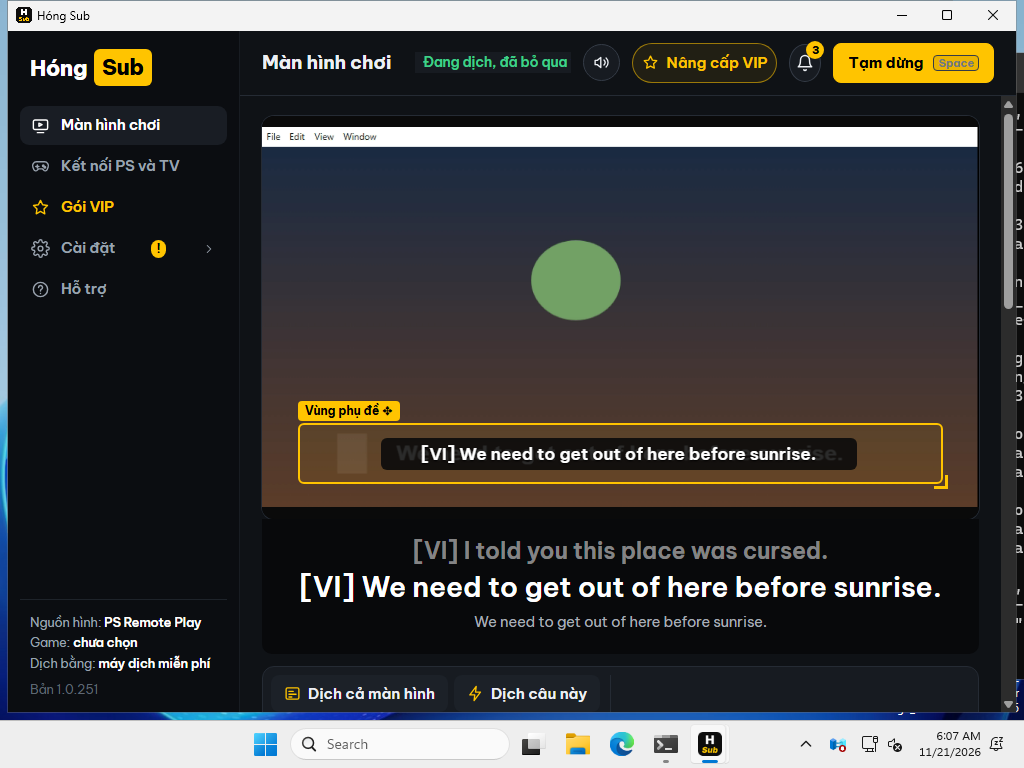 Hóng Sub
Hóng Sub
Màn hình chơi
Kết nối PS và TV
Gói VIP
Cài đặt
!
Hỗ trợ
Nguồn hình: PS Remote Play
Game: chưa chọn
Dịch bằng: máy dịch miễn phí
Bản 1.0.251
Màn hình chơi
Đang dịch, đã bỏ qua
Nâng cấp VIP
3
Tạm dừng Space
File Edit View Window
Vùng phụ đề
[VI] We need to get out of here before sunrise.
[VI] I told you this place was cursed.
[VI] We need to get out of here before sunrise.
We need to get out of here before sunrise.
Dịch cả màn hình
Dịch câu này
Search
H Sub
6:07 AM
11/21/2026